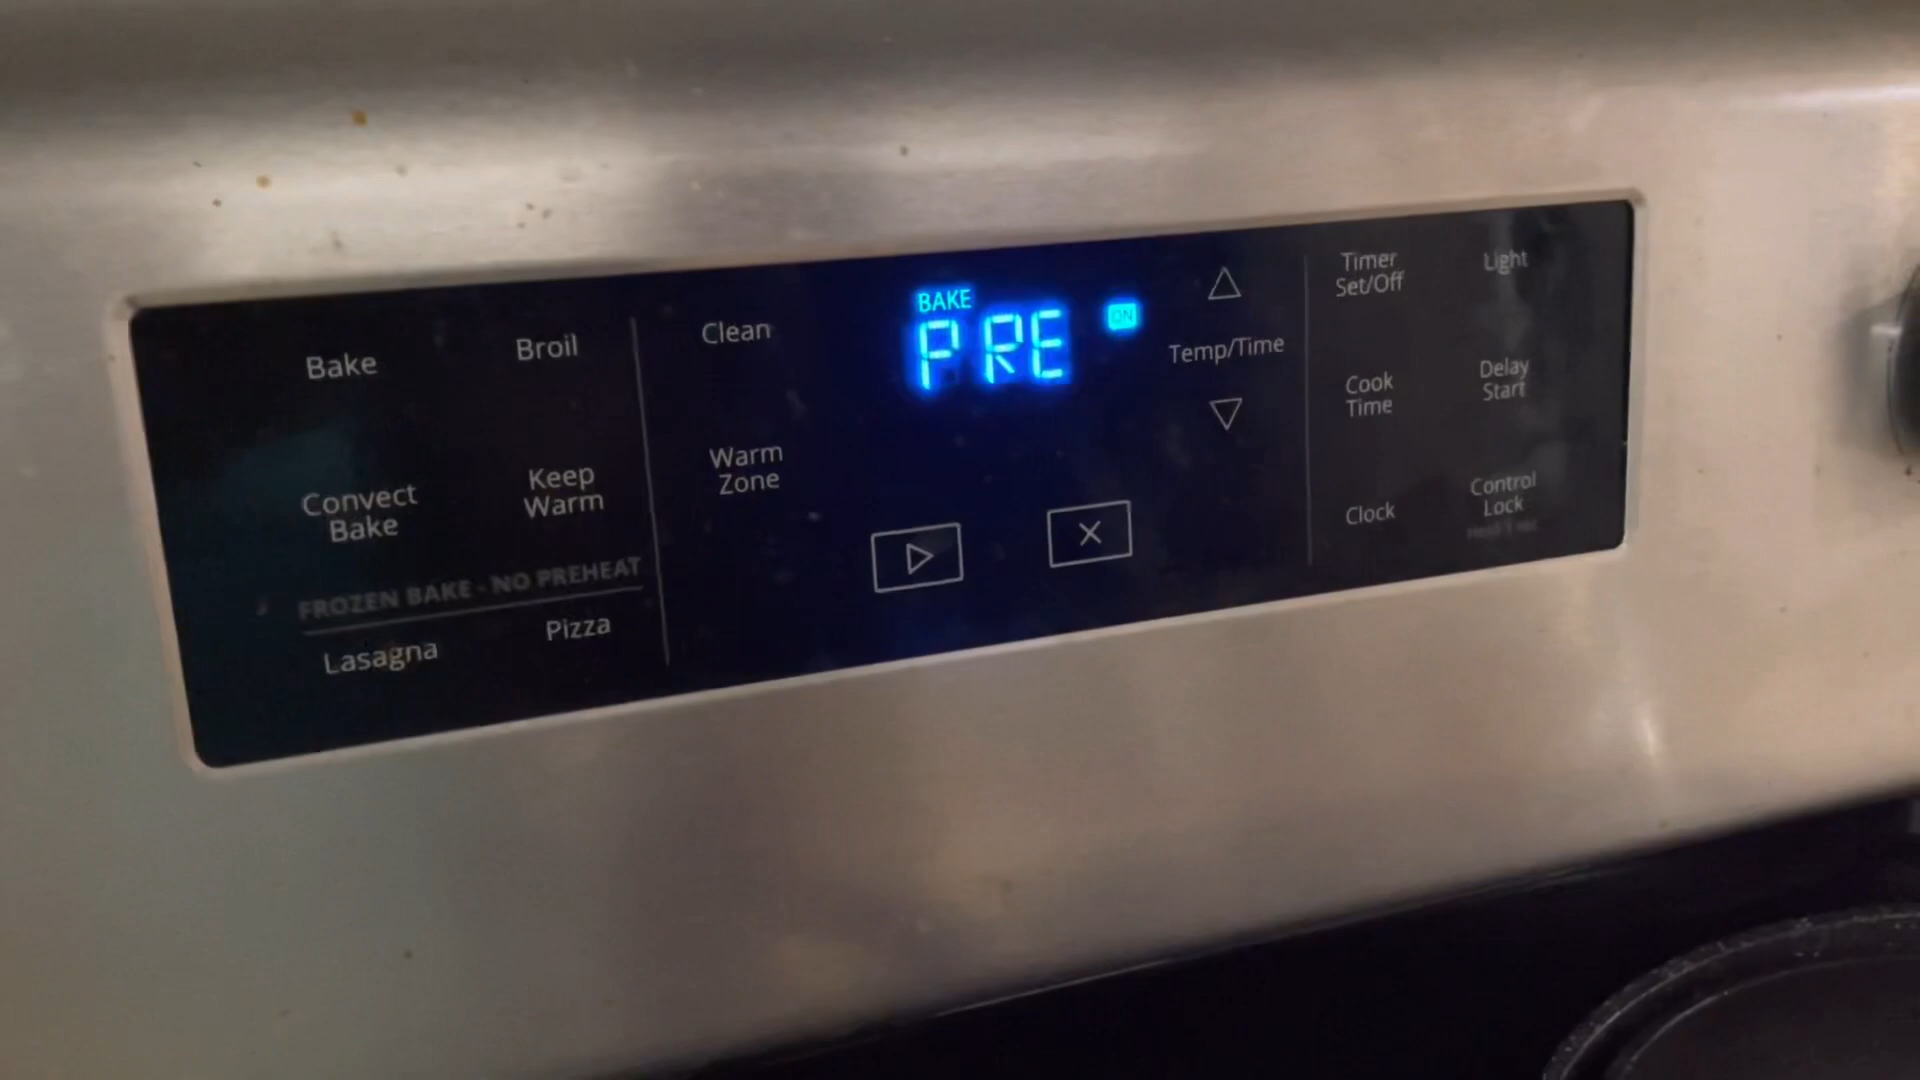 Bake
Broil
Convect
Bake
Keep
Warm
FROZEN BAKE - NO PREHEAT
Lasagna
Pizza
Clean
Warm
Zone
BAKE
PRE
ON
Temp/Time
Timer
Set/Off
Light
Cook
Time
Delay
Start
Clock
Control
Lock